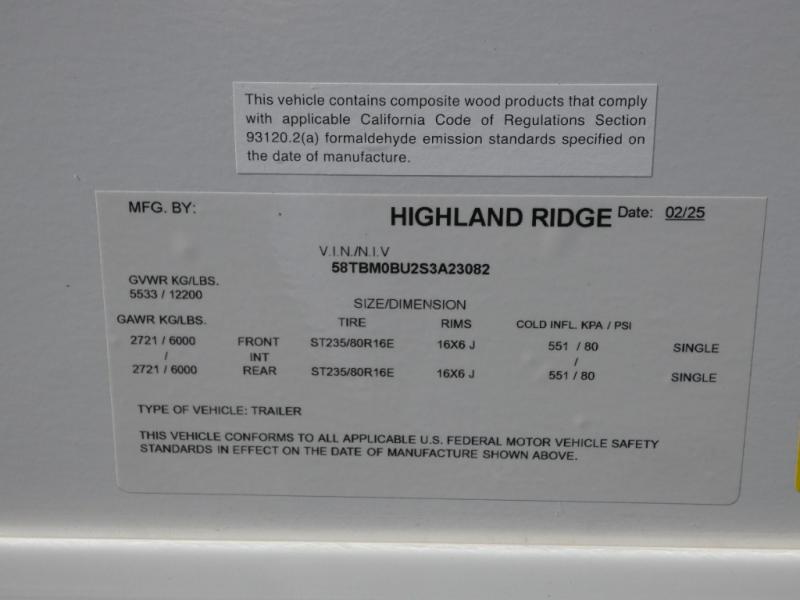 This vehicle contains composite wood products that comply
with applicable California Code of Regulations Section
93120.2(a) formaldehyde emission standards specified on
the date of manufacture.
MFG. BY: HIGHLAND RIDGE Date: 02/25
V.I.N./N.I.V
58TBM0BU2S3A23082
GVWR KG/LBS.
5533 / 12200
SIZE/DIMENSION
GAWR KG/LBS. TIRE RIMS COLD INFL. KPA / PSI
2721 / 6000 FRONT ST235/80R16E 16X6 J 551 / 80 SINGLE
/ INT /
2721 / 6000 REAR ST235/80R16E 16X6 J 551 / 80 SINGLE
TYPE OF VEHICLE: TRAILER
THIS VEHICLE CONFORMS TO ALL APPLICABLE U.S. FEDERAL MOTOR VEHICLE SAFETY
STANDARDS IN EFFECT ON THE DATE OF MANUFACTURE SHOWN ABOVE.